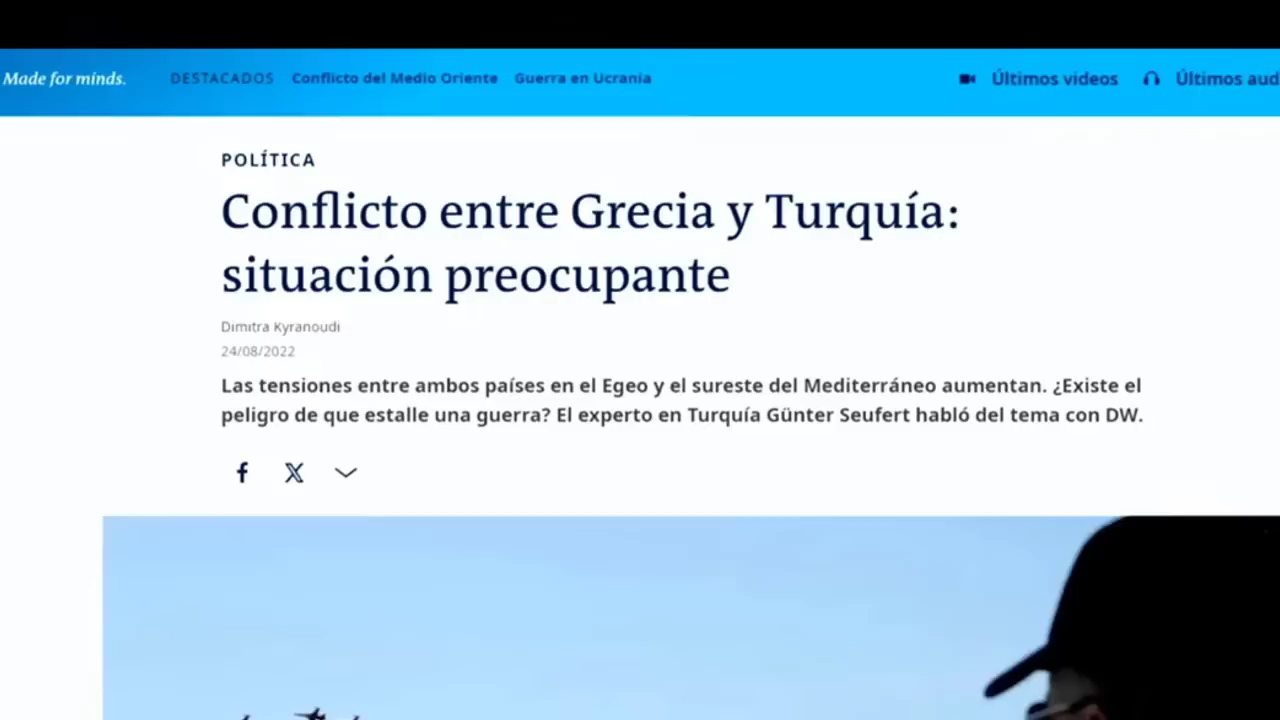 Made for minds. DESTACADOS Conflicto del Medio Oriente Guerra en Ucrania Últimos videos Últimos aud
POLÍTICA
Conflicto entre Grecia y Turquía:
situación preocupante
Dimitra Kyranoudi
24/08/2022
Las tensiones entre ambos países en el Egeo y el sureste del Mediterráneo aumentan. ¿Existe el
peligro de que estalle una guerra? El experto en Turquía Günter Seufert habló del tema con DW.